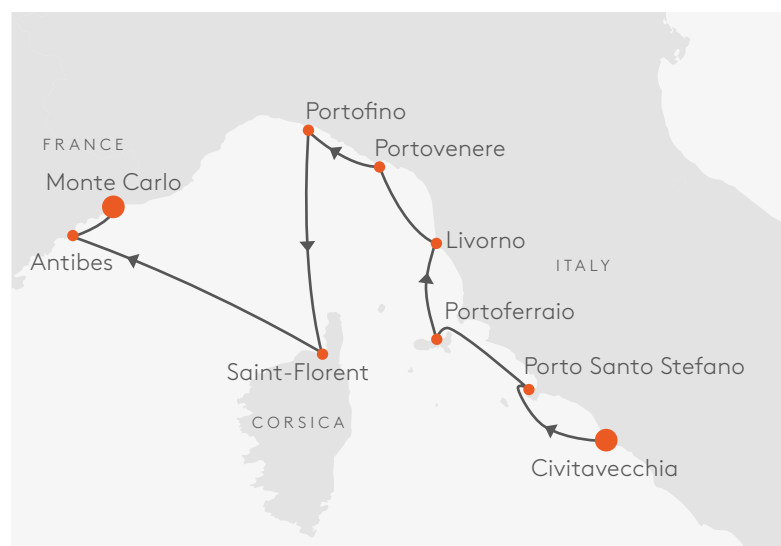 Portofino
FRANCE
Portovenere
Monte Carlo
Livorno
Antibes
ITALY
Portoferraio
Saint-Florent
Porto Santo Stefano
CORSICA
Civitavecchia